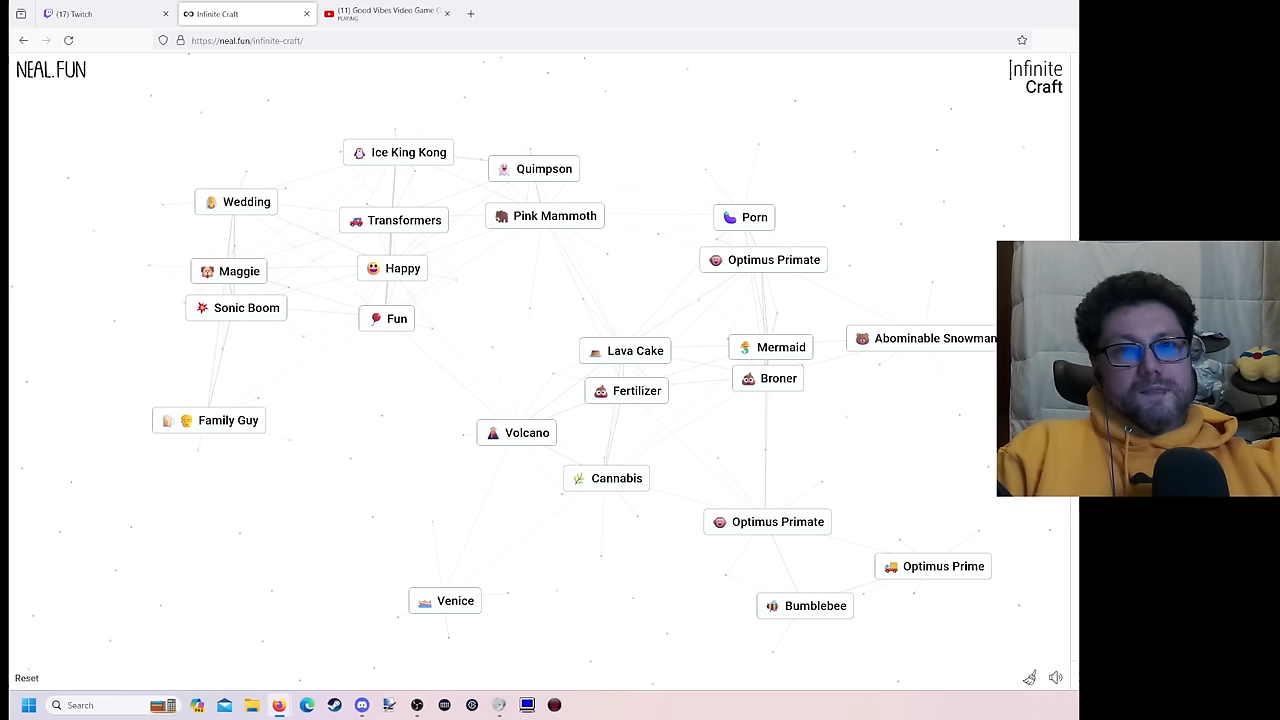 (17) Twitch
Infinite Craft
(11) Good Vibes Video Game
PLAYING
https://neal.fun/infinite-craft/
NEAL.FUN
Infinite
Craft
Ice King Kong
Quimpson
Wedding
Transformers
Pink Mammoth
Porn
Maggie
Happy
Optimus Primate
Sonic Boom
Fun
Lava Cake
Mermaid
Abominable Snowman
Fertilizer
Broner
Family Guy
Volcano
Cannabis
Optimus Primate
Optimus Prime
Venice
Bumblebee
Reset
Search